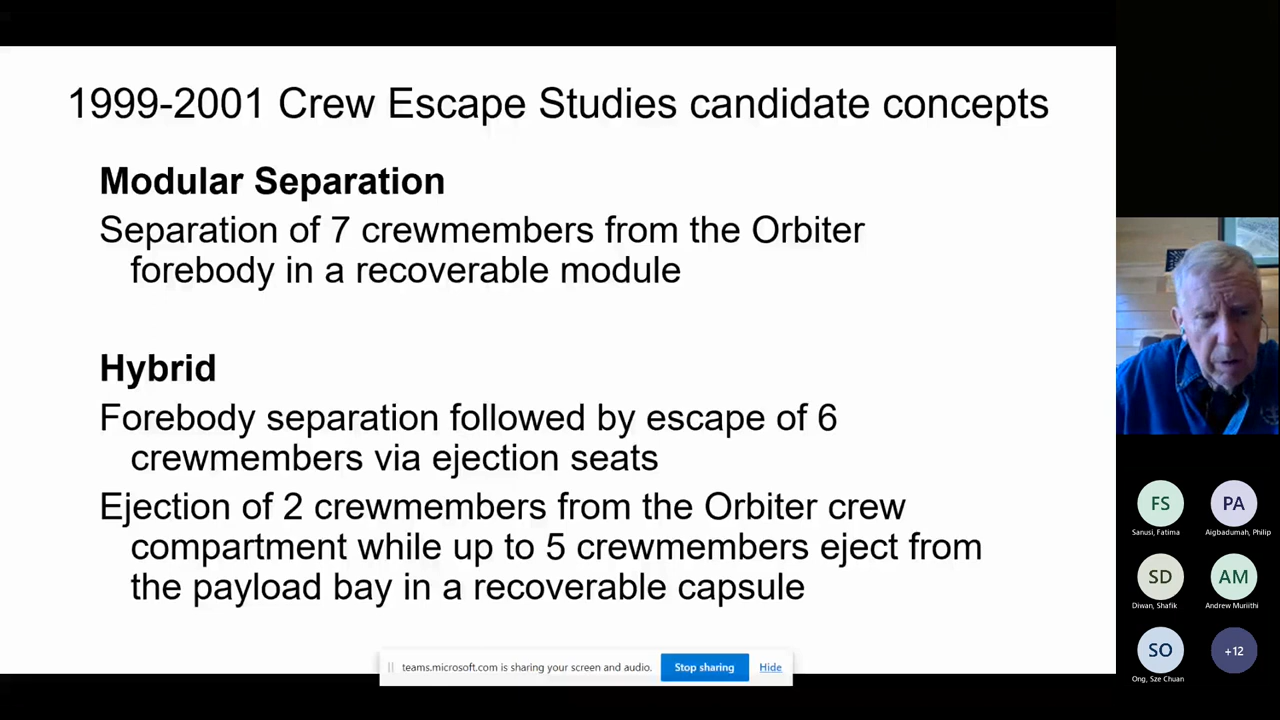 1999-2001 Crew Escape Studies candidate concepts
Modular Separation
Separation of 7 crewmembers from the Orbiter
forebody in a recoverable module
Hybrid
Forebody separation followed by escape of 6
crewmembers via ejection seats
Ejection of 2 crewmembers from the Orbiter crew
compartment while up to 5 crewmembers eject from
the payload bay in a recoverable capsule
teams.microsoft.com is sharing your screen and audio. Stop sharing Hide
FS PA
Sanusi, Fatima Aigbadumah, Philip
SD AM
Diwan, Shafik Andrew Muriithi
SO +12
Ong, Sze Chuan